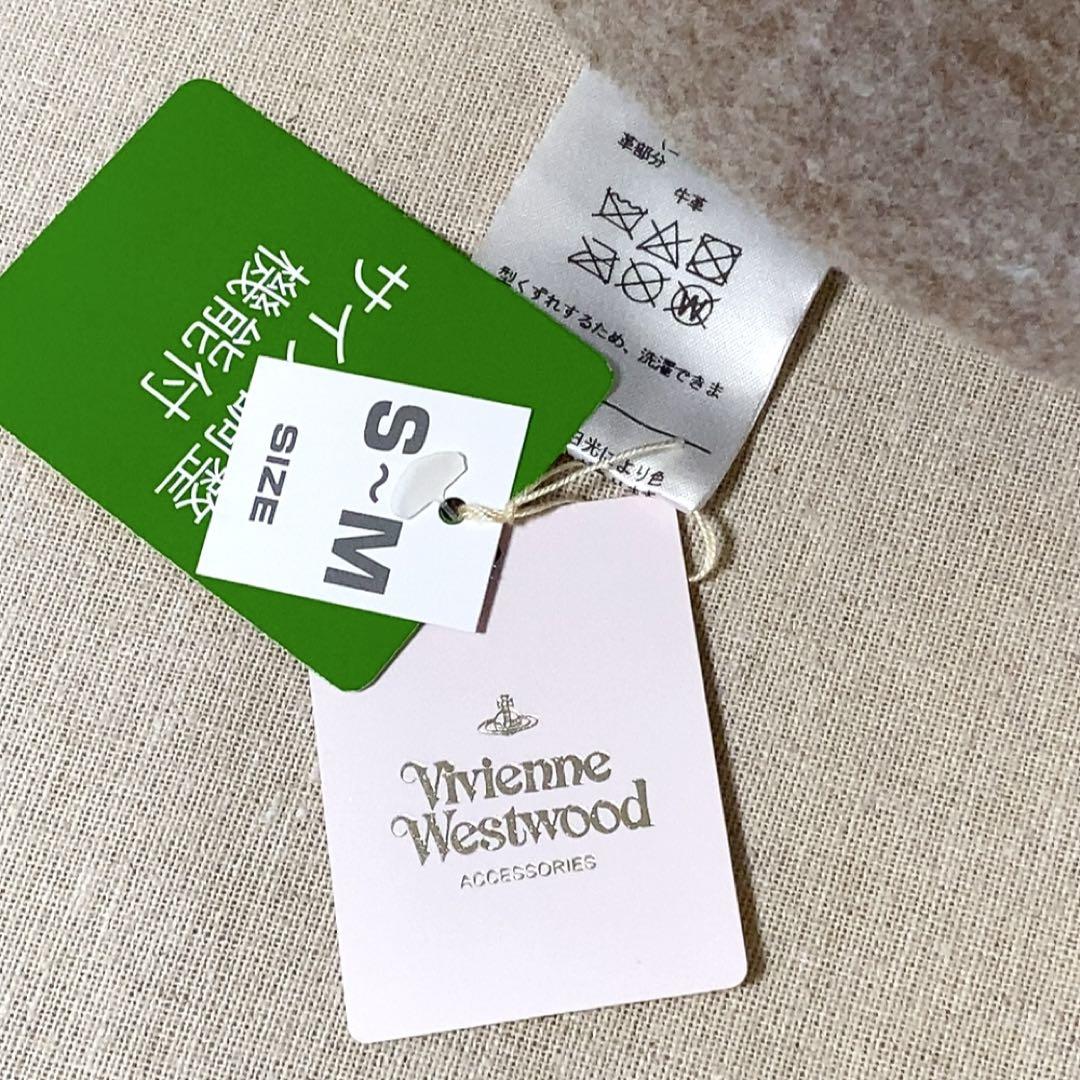 革部分
牛革
型くずれするため、洗濯できま
日光により色
サイ
調整
機能付
S~M
SIZE
Vivienne
Westwood
ACCESSORIES